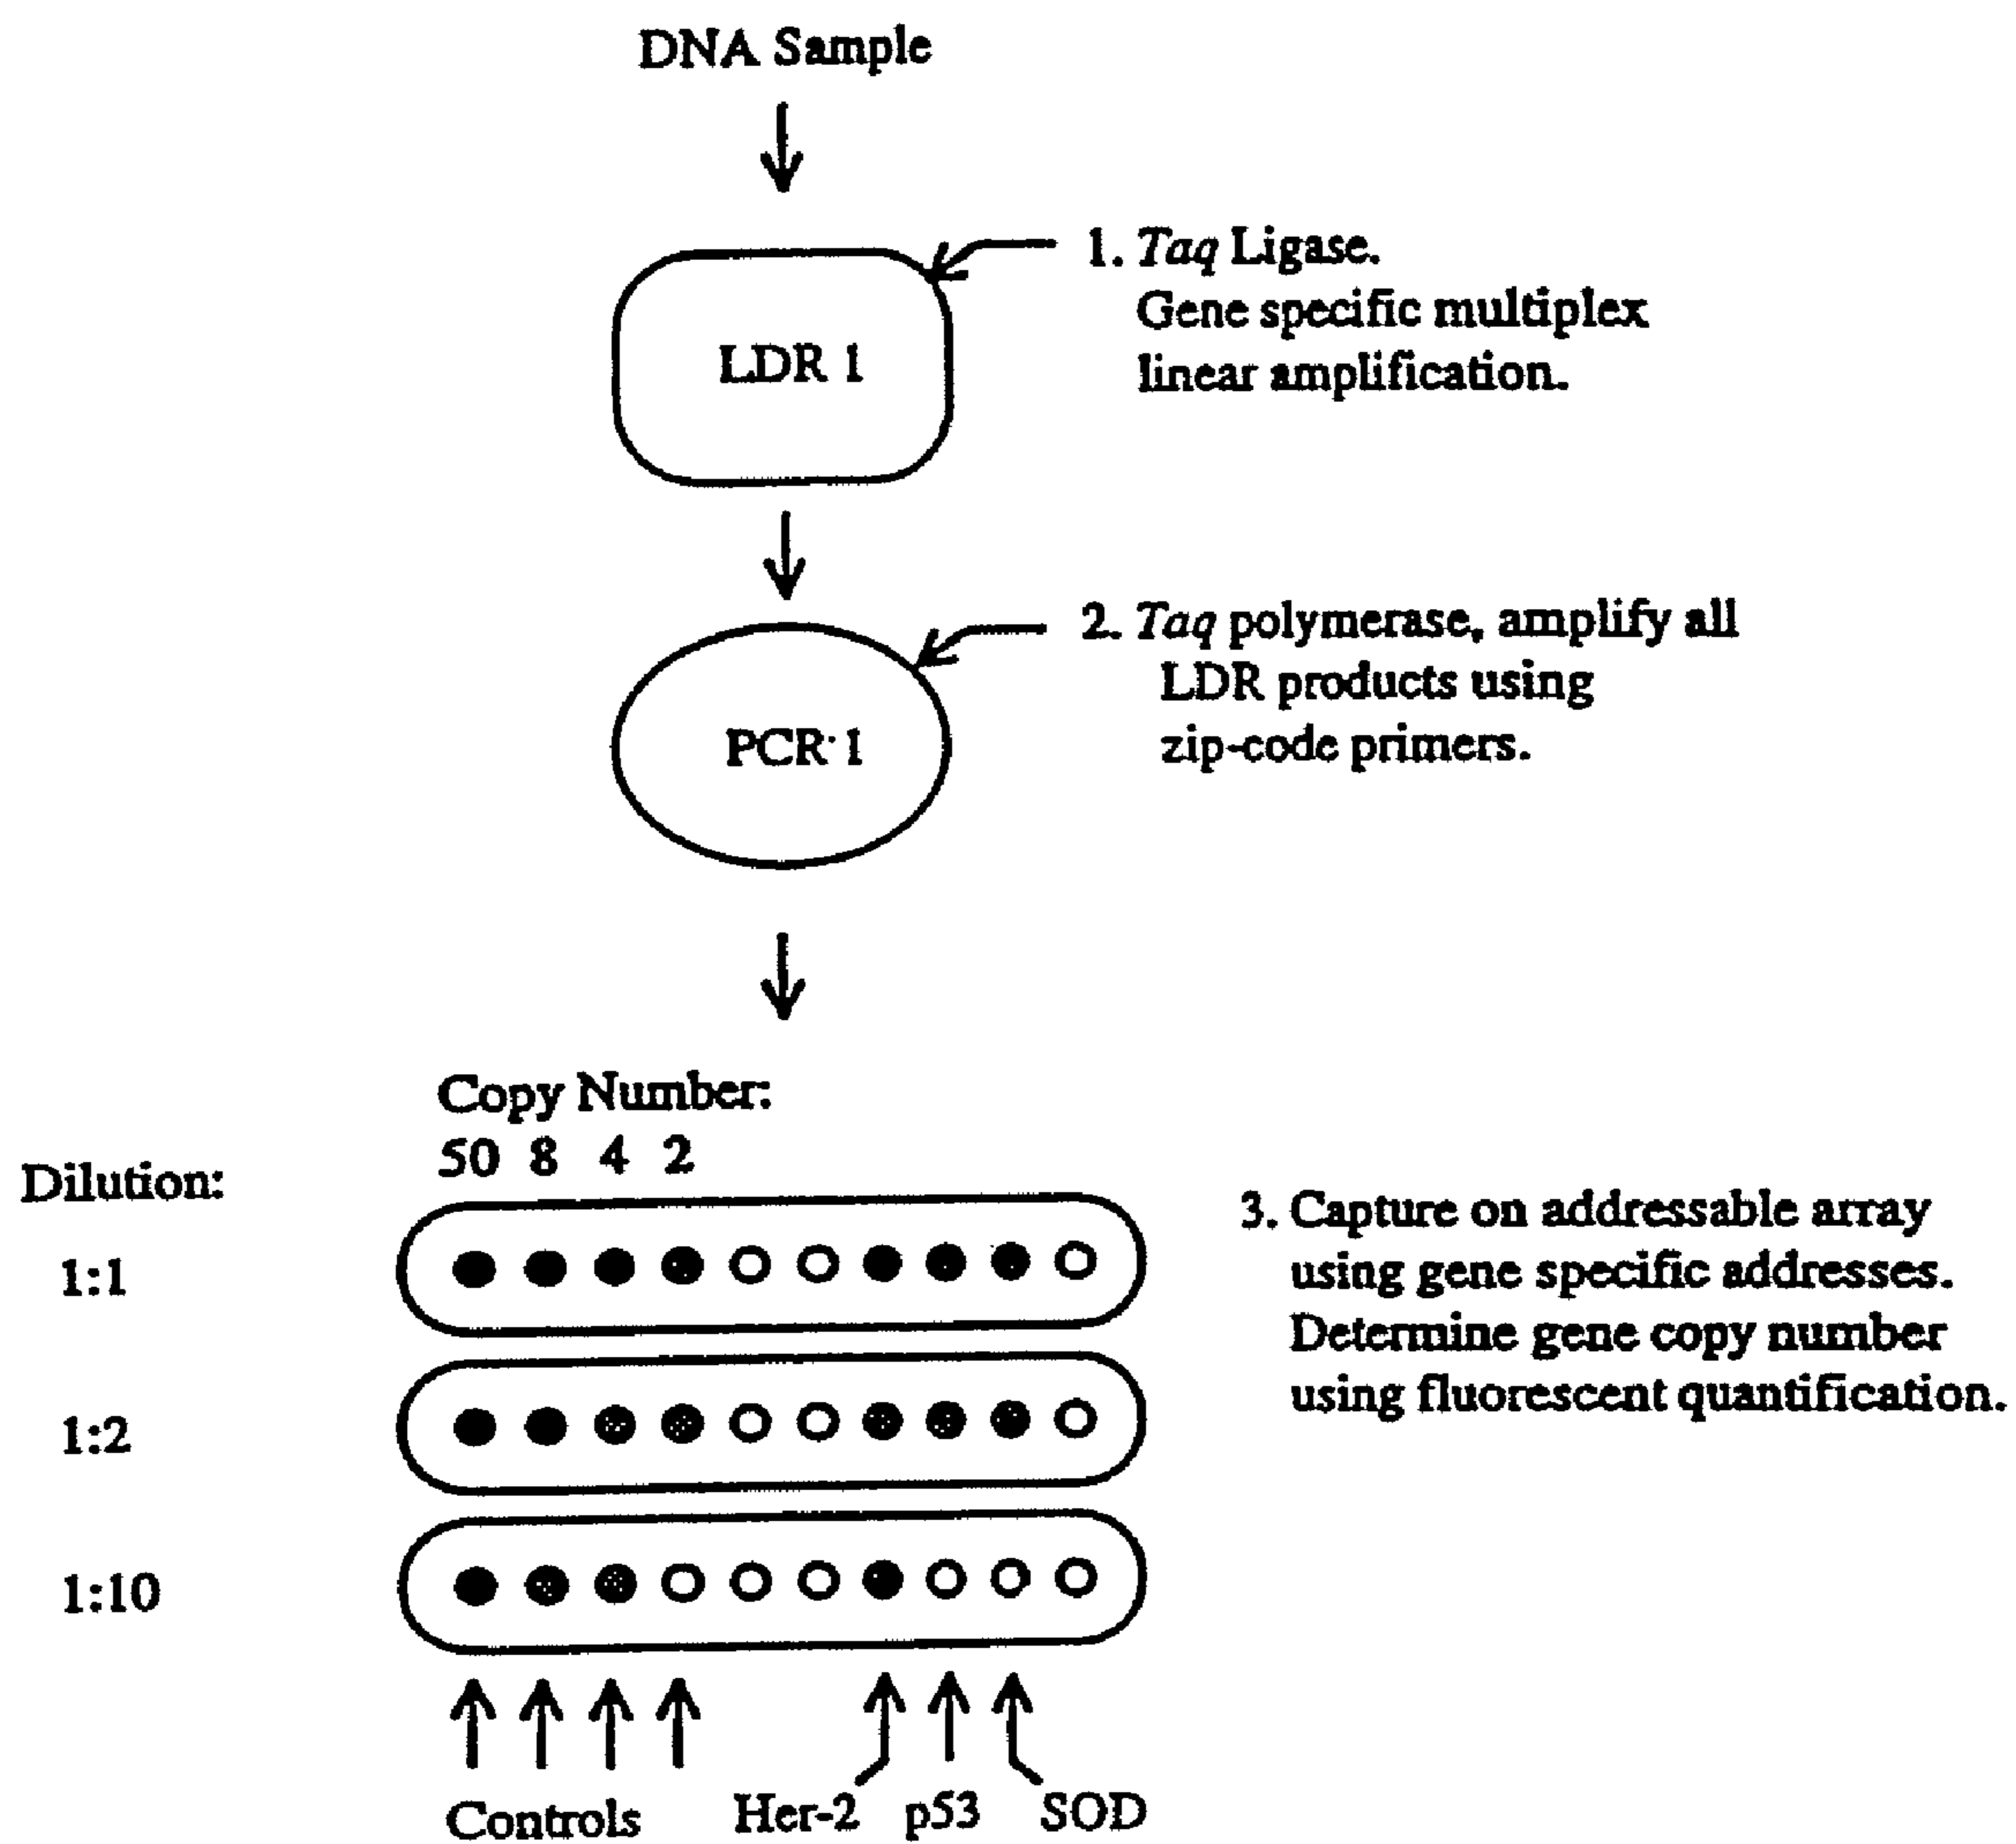 DNA Sample
1. Taq Ligase.
Gene specific multiplex
linear amplification.
LDR 1
2. Taq polymerase, amplify all
LDR products using
zip-code primers.
PCR 1
Copy Number:
50 8 4 2
Dilution:
1:1
1:2
1:10
3. Capture on addressable array
using gene specific addresses.
Determine gene copy number
using fluorescent quantification.
Controls
Her-2
p53
SOD